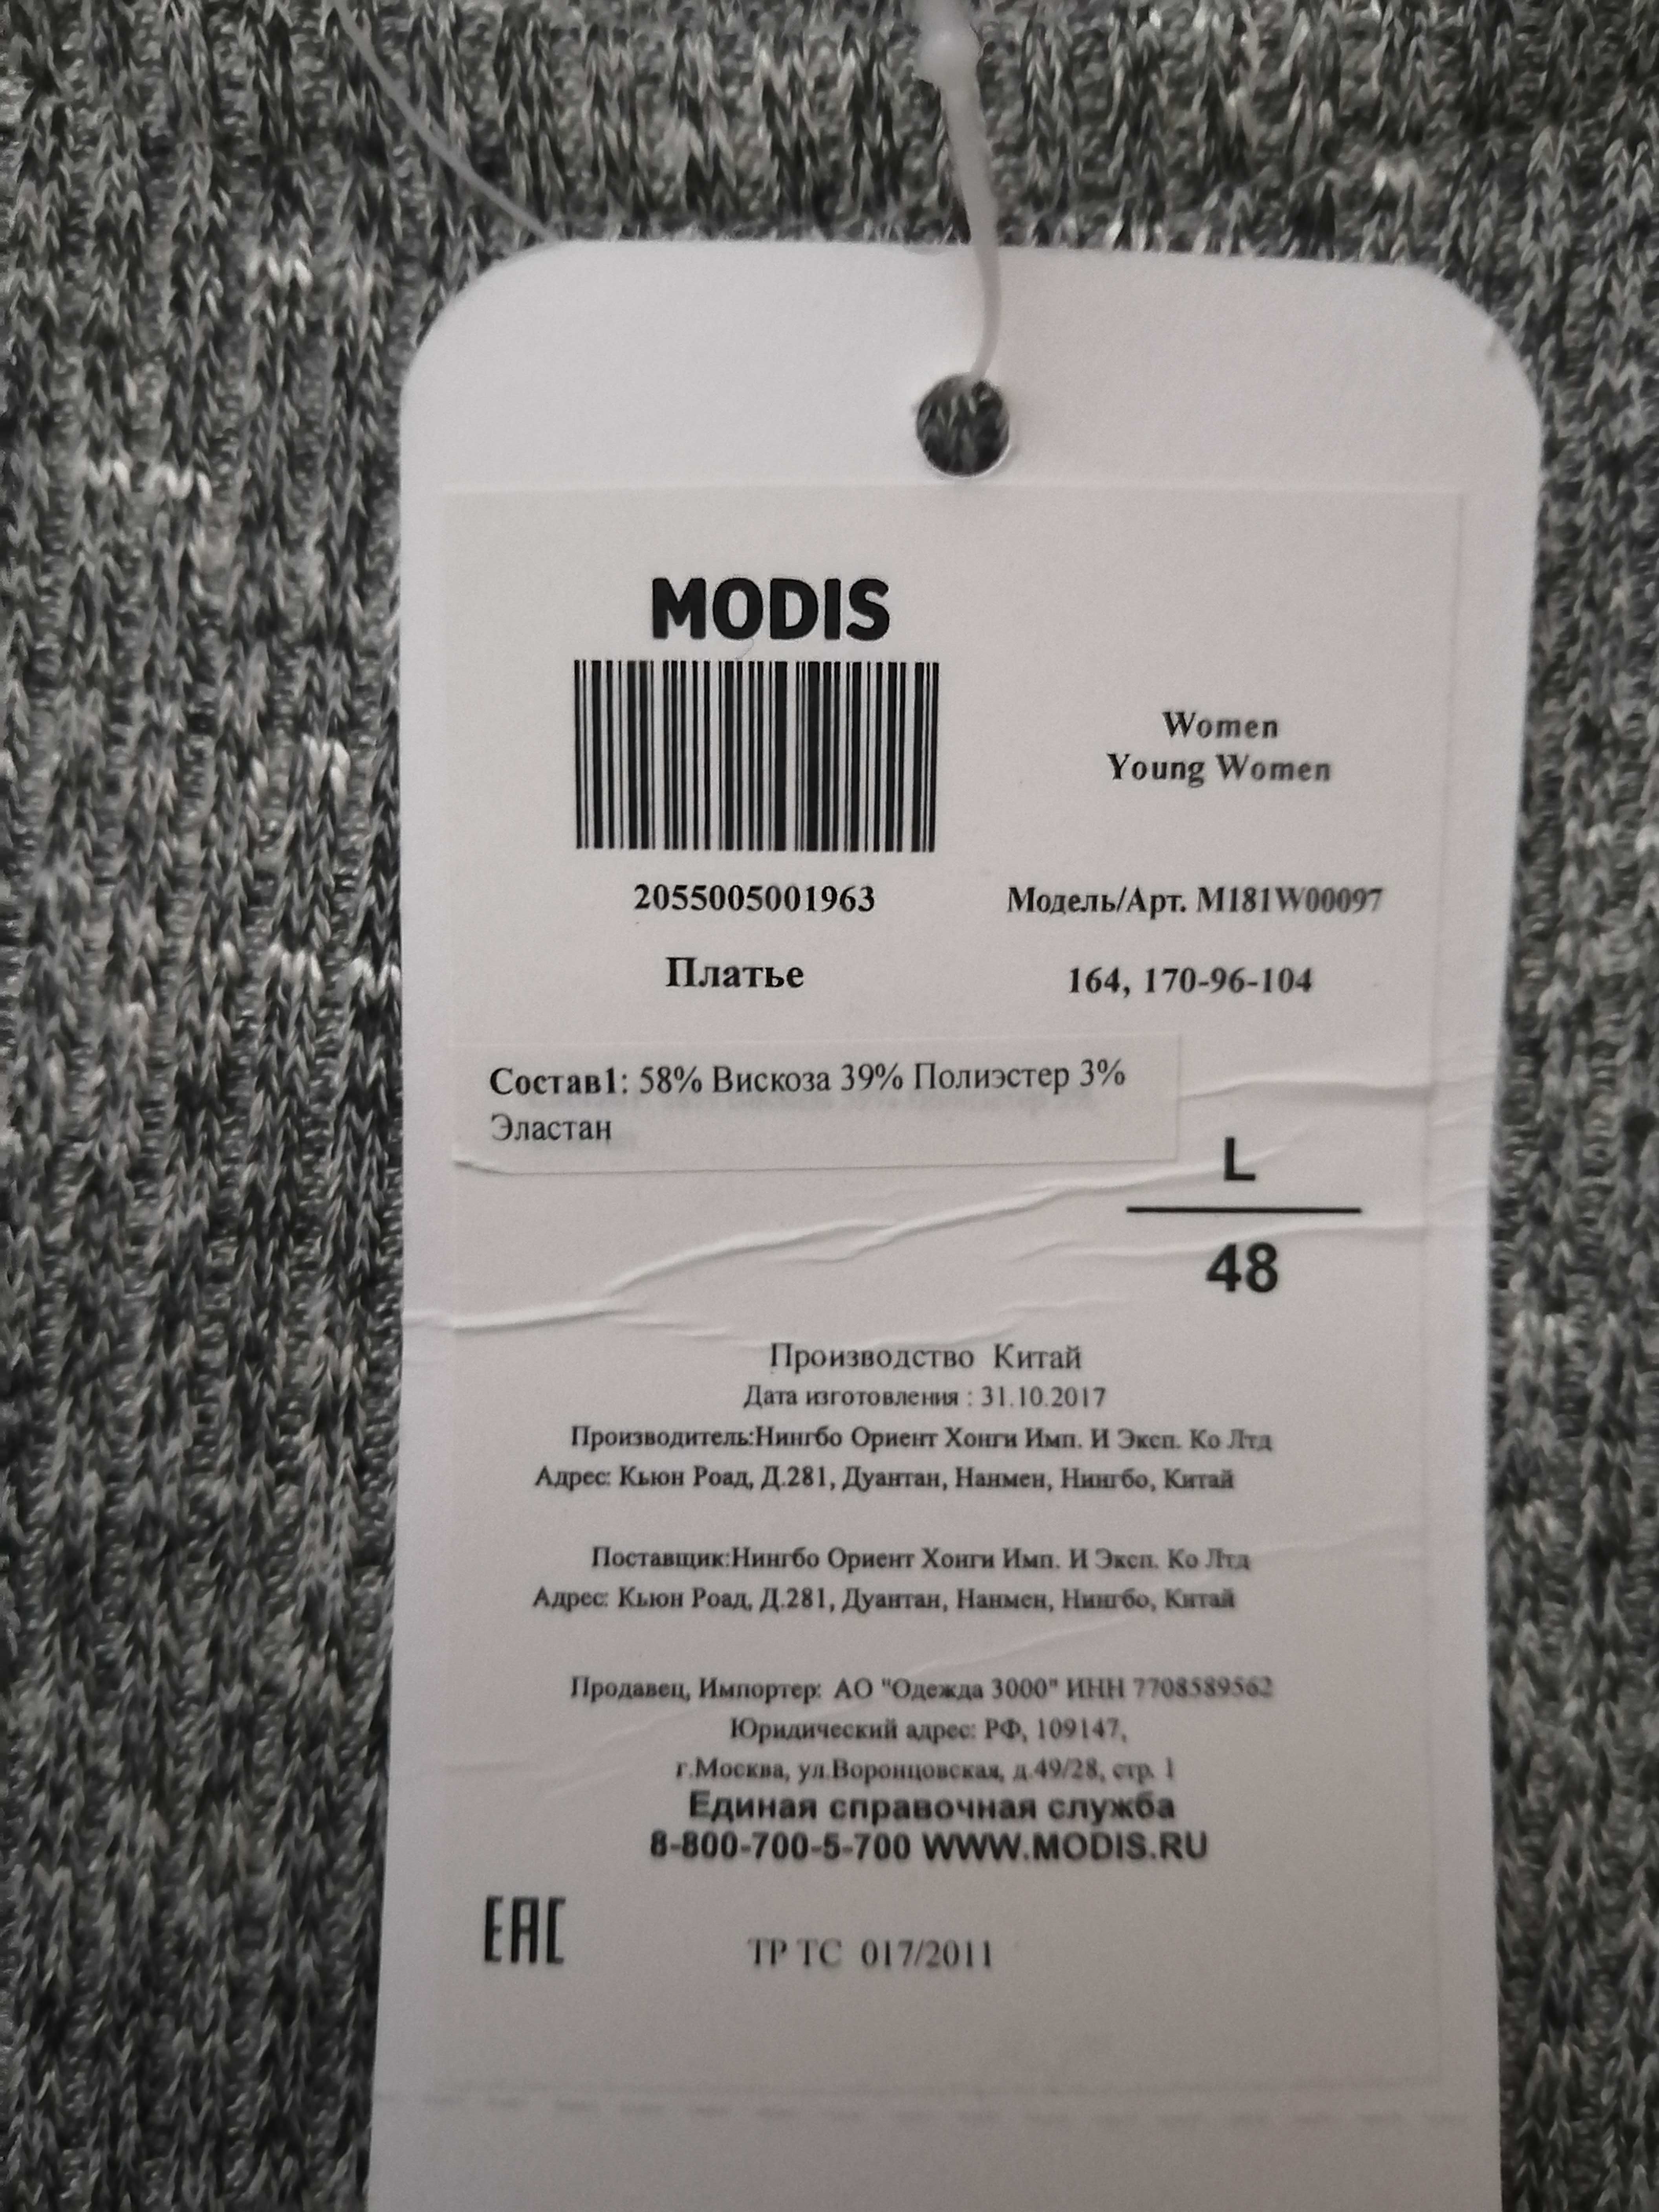 MODIS
Women
Young Women
2055005001963
Модель/Арт. M181W00097
Платье
164, 170-96-104
Состав1: 58% Вискоза 39% Полиэстер 3%
Эластан
L
48
Производство Китай
Дата изготовления : 31.10.2017
Производитель:Нингбо Ориент Хонги Имп. И Эксп. Ко Лтд
Адрес: Кьюн Роад, Д.281, Дуантан, Нанмен, Нингбо, Китай
Поставщик:Нингбо Ориент Хонги Имп. И Эксп. Ко Лтд
Адрес: Кьюн Роад, Д.281, Дуантан, Нанмен, Нингбо, Китай
Продавец, Импортер: АО "Одежда 3000" ИНН 7708589562
Юридический адрес: РФ, 109147,
г.Москва, ул.Воронцовская, д.49/28, стр. 1
Единая справочная служба
8-800-700-5-700 WWW.MODIS.RU
EAC
ТР ТС 017/2011